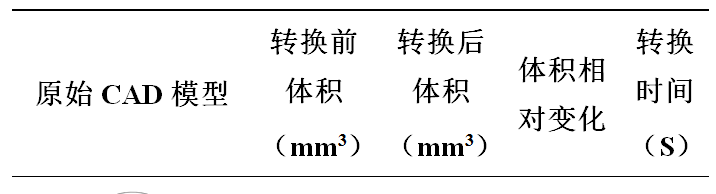 原始 CAD 模型
转换前
体积
（mm³）
转换后
体积
（mm³）
体积相
对变化
转换
时间
（S）